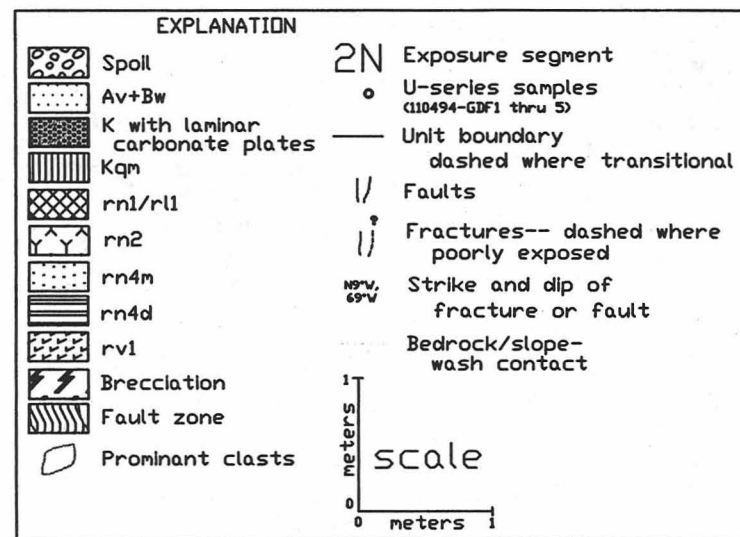 EXPLANATION
Spoil
Av+Bw
K with laminar
carbonate plates
Kqm
rn1/rl1
rn2
rn4m
rn4d
rv1
Brecciation
Fault zone
Prominant clasts
2N Exposure segment
U-series samples
(110494-GDF1 thru 5)
Unit boundary
dashed where transitional
Faults
?
Fractures-- dashed where
poorly exposed
N9°W,
69°W
Strike and dip of
fracture or fault
Bedrock/slope-
wash contact
1
meters
scale
0
0 meters 1